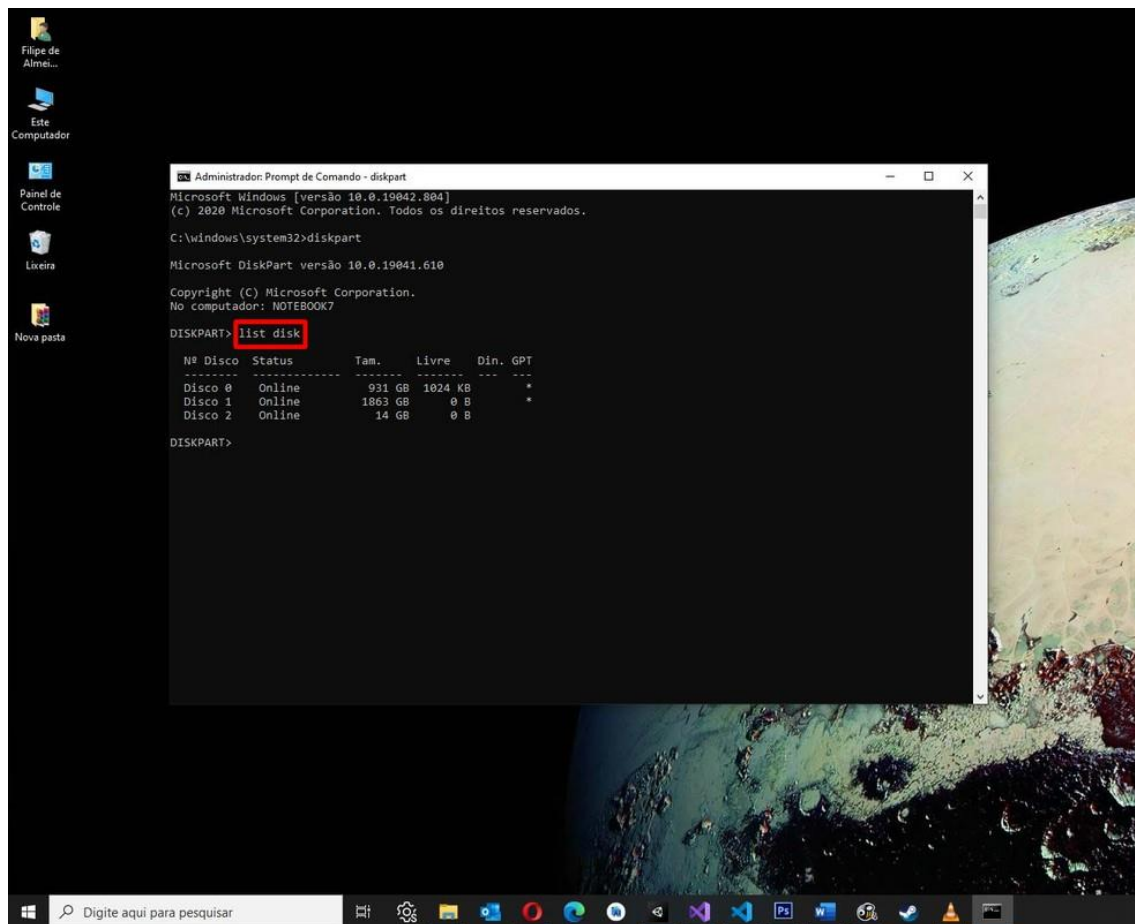 Filipe de
Almei...
Este
Computador
Painel de
Controle
Lixeira
Nova pasta
Administrador: Prompt de Comando - diskpart
Microsoft Windows [versão 10.0.19042.804]
(c) 2020 Microsoft Corporation. Todos os direitos reservados.
C:\windows\system32>diskpart
Microsoft DiskPart versão 10.0.19041.610
Copyright (C) Microsoft Corporation.
No computador: NOTEBOOK7
DISKPART> list disk
Nº Disco  Status         Tam.     Livre    Din.  GPT
--------  -------------  -------  -------  ---  ---
Disco 0    Online          931 GB  1024 KB        *
Disco 1    Online         1863 GB      0 B        *
Disco 2    Online           14 GB      0 B
DISKPART>
Digite aqui para pesquisar
Ps
W